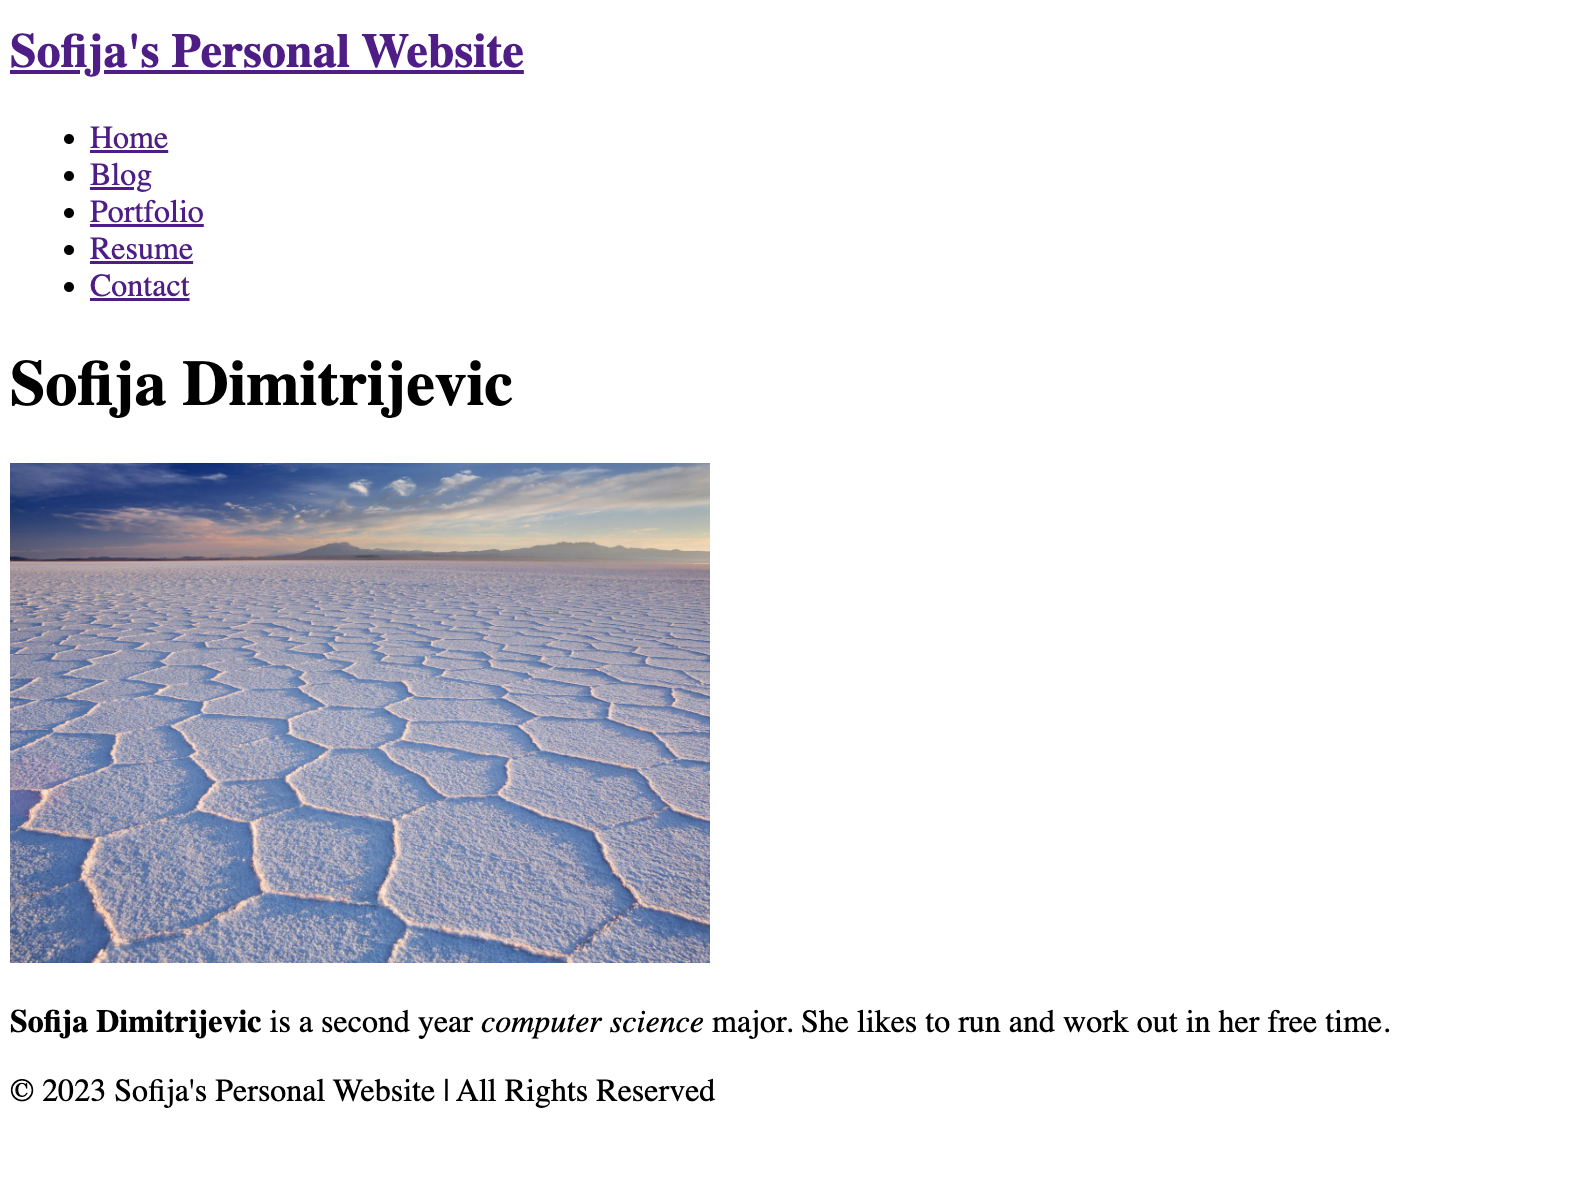 Sofija's Personal Website
Home
Blog
Portfolio
Resume
Contact
Sofija Dimitrijevic
Sofija Dimitrijevic is a second year computer science major. She likes to run and work out in her free time.
© 2023 Sofija's Personal Website | All Rights Reserved